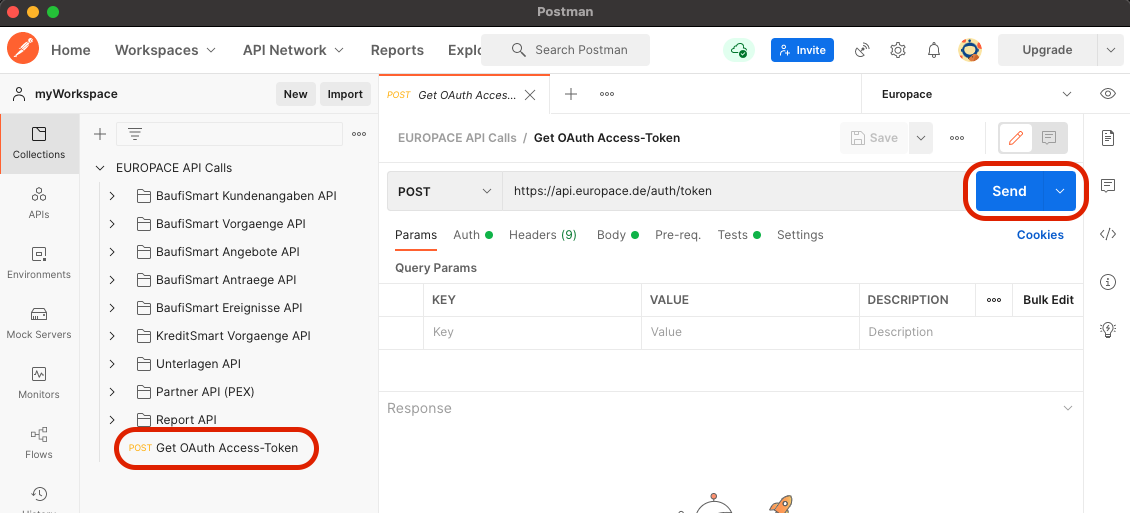 Postman
Home Workspaces API Network Reports Explo Search Postman Invite Upgrade
myWorkspace New Import POST Get OAuth Acces... Europace
Collections
APIs
Environments
Mock Servers
Monitors
Flows
History
EUROPACE API Calls
BaufiSmart Kundenangaben API
BaufiSmart Vorgaenge API
BaufiSmart Angebote API
BaufiSmart Antraege API
BaufiSmart Ereignisse API
KreditSmart Vorgaenge API
Unterlagen API
Partner API (PEX)
Report API
POST Get OAuth Access-Token
EUROPACE API Calls / Get OAuth Access-Token Save
POST https://api.europace.de/auth/token Send
Params Auth Headers (9) Body Pre-req. Tests Settings Cookies
Query Params
KEY VALUE DESCRIPTION Bulk Edit
Key Value Description
Response